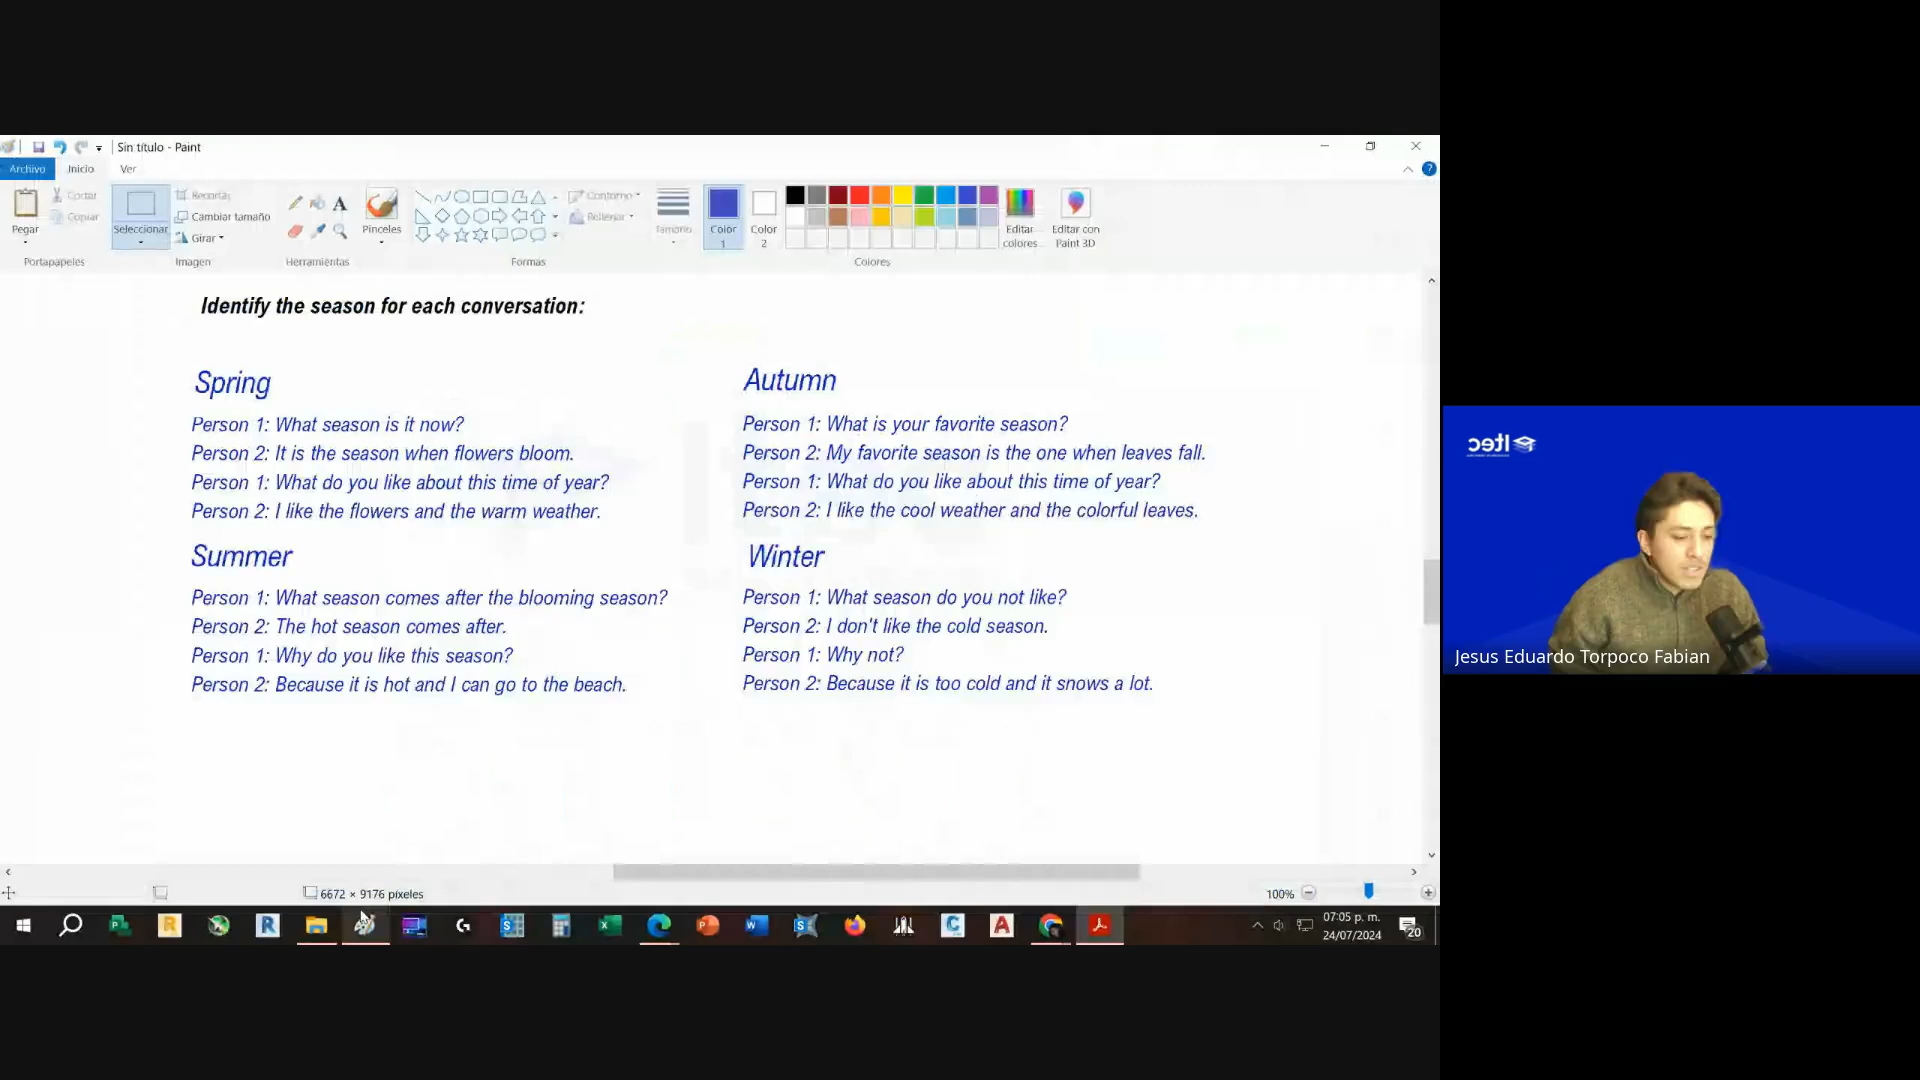 Sin título - Paint
Archivo
Inicio
Ver
Pegar
Cortar
Copiar
Portapapeles
Seleccionar
Recortar
Cambiar tamaño
Girar
Imagen
Herramientas
Pinceles
Formas
Contorno
Rellenar
Tamaño
Color
1
Color
2
Colores
Editar
colores
Editar con
Paint 3D
Identify the season for each conversation:
Spring
Person 1: What season is it now?
Person 2: It is the season when flowers bloom.
Person 1: What do you like about this time of year?
Person 2: I like the flowers and the warm weather.
Summer
Person 1: What season comes after the blooming season?
Person 2: The hot season comes after.
Person 1: Why do you like this season?
Person 2: Because it is hot and I can go to the beach.
Autumn
Person 1: What is your favorite season?
Person 2: My favorite season is the one when leaves fall.
Person 1: What do you like about this time of year?
Person 2: I like the cool weather and the colorful leaves.
Winter
Person 1: What season do you not like?
Person 2: I don't like the cold season.
Person 1: Why not?
Person 2: Because it is too cold and it snows a lot.
6672 × 9176 píxeles
100%
07:05 p. m.
24/07/2024
20
Itec
Jesus Eduardo Torpoco Fabian